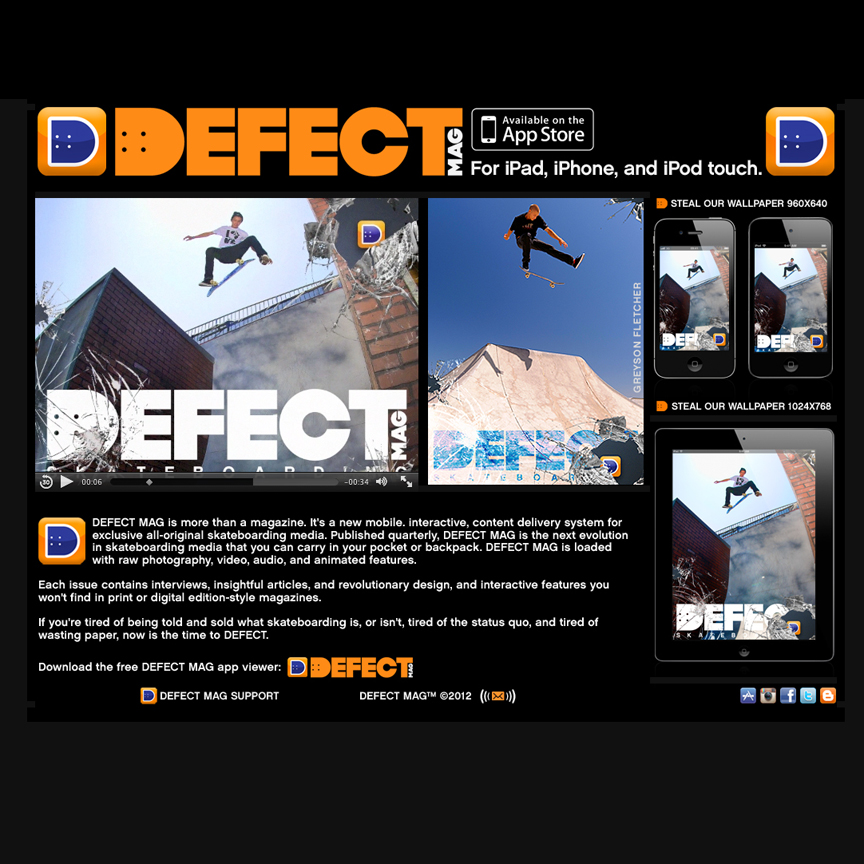 D DEFECT MAG
Available on the
App Store
For iPad, iPhone, and iPod touch.
D
STEAL OUR WALLPAPER 960X640
D
DEFECT MAG
SKATEBOARDING
30 00:06 -00:34
GREYSON FLETCHER
DEFEC
SKATEBOA
DEF
DEF
STEAL OUR WALLPAPER 1024X768
DEFEC
SKATEB
D
DEFECT MAG is more than a magazine. It's a new mobile. interactive, content delivery system for
exclusive all-original skateboarding media. Published quarterly, DEFECT MAG is the next evolution
in skateboarding media that you can carry in your pocket or backpack. DEFECT MAG is loaded
with raw photography, video, audio, and animated features.
Each issue contains interviews, insightful articles, and revolutionary design, and interactive features you
won't find in print or digital edition-style magazines.
If you're tired of being told and sold what skateboarding is, or isn't, tired of the status quo, and tired of
wasting paper, now is the time to DEFECT.
Download the free DEFECT MAG app viewer: D DEFECT MAG
D DEFECT MAG SUPPORT
DEFECT MAG™ ©2012